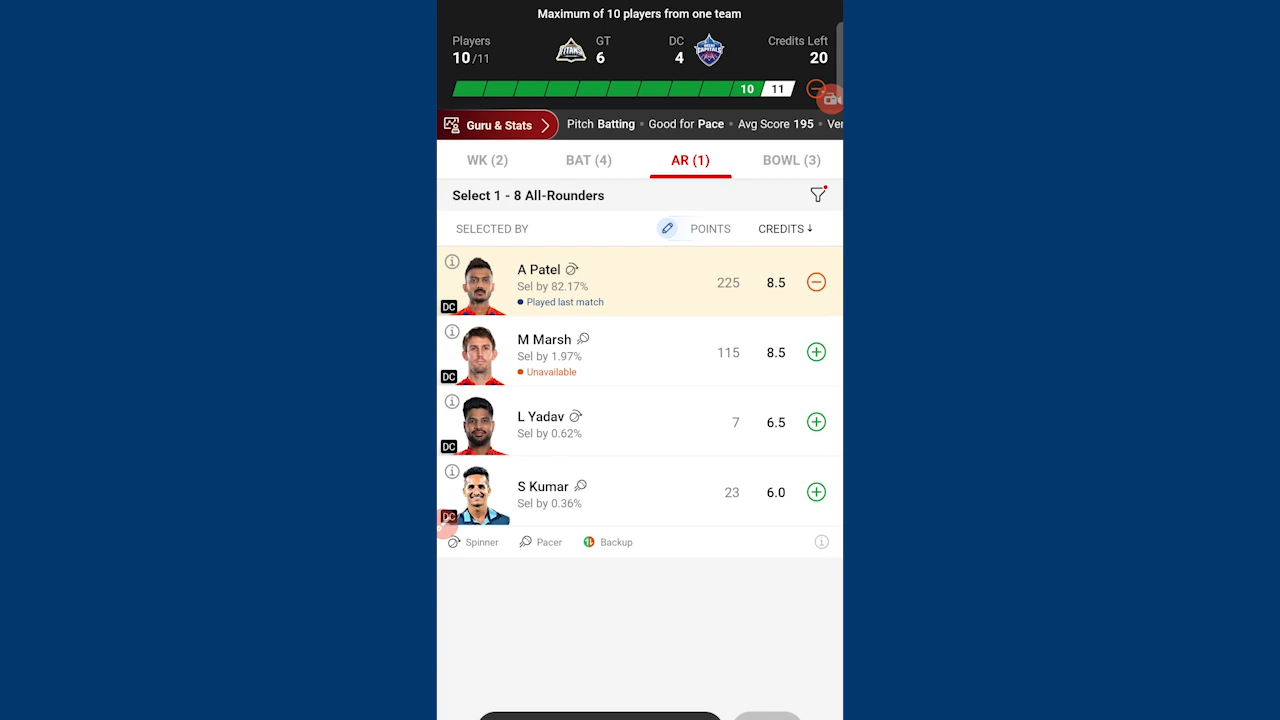 Maximum of 10 players from one team
Players GT DC Credits Left
10/11 TITANS 6 4 20
10 11
Guru & Stats Pitch Batting • Good for Pace • Avg Score 195 • Ver
WK (2) BAT (4) AR (1) BOWL (3)
Select 1 - 8 All-Rounders
SELECTED BY POINTS CREDITS↓
A Patel
Sel by 82.17% 225 8.5
Played last match
DC
M Marsh
Sel by 1.97% 115 8.5
Unavailable
DC
L Yadav
Sel by 0.62% 7 6.5
DC
S Kumar
Sel by 0.36% 23 6.0
DC
Spinner Pacer Backup